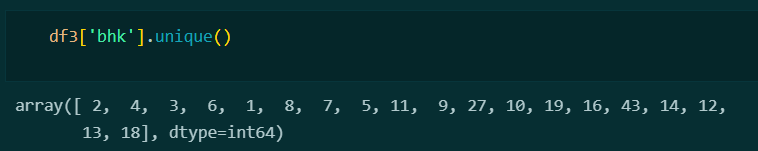 df3['bhk'].unique()
array([ 2,  4,  3,  6,  1,  8,  7,  5, 11,  9, 27, 10, 19, 16, 43, 14, 12,
       13, 18], dtype=int64)